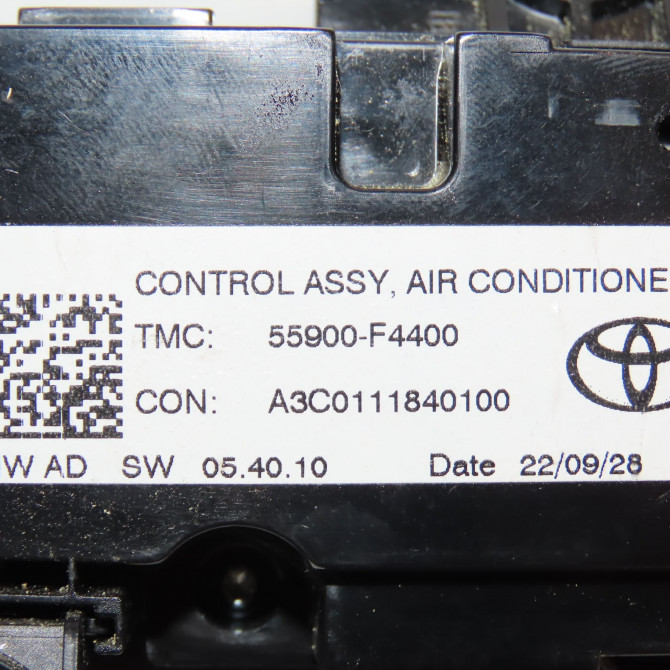 CONTROL ASSY, AIR CONDITIONE
TMC: 55900-F4400
CON: A3C0111840100
W AD SW 05.40.10 Date 22/09/28